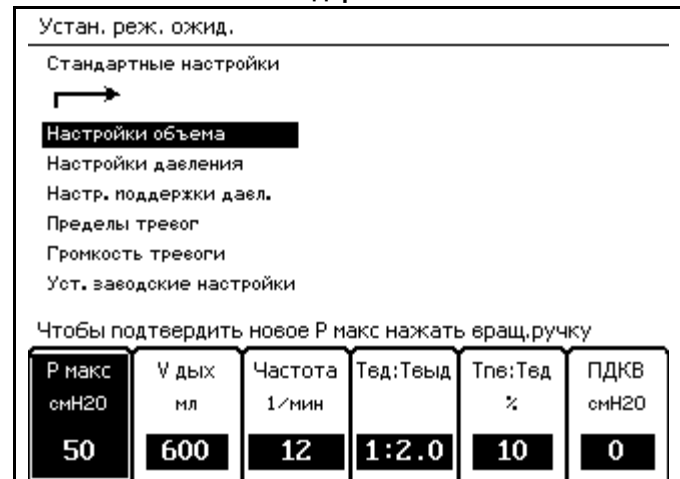 Устан. реж. ожид.
Стандартные настройки
Настройки объема
Настройки давления
Настр. поддержки давл.
Пределы тревог
Громкость тревоги
Уст. заводские настройки
Чтобы подтвердить новое Р макс нажать вращ.ручку
Р макс V дых Частота Твд:Твыд Тпв:Твд ПДКВ
смН2О мл 1/мин % смН2О
50 600 12 1:2.0 10 0